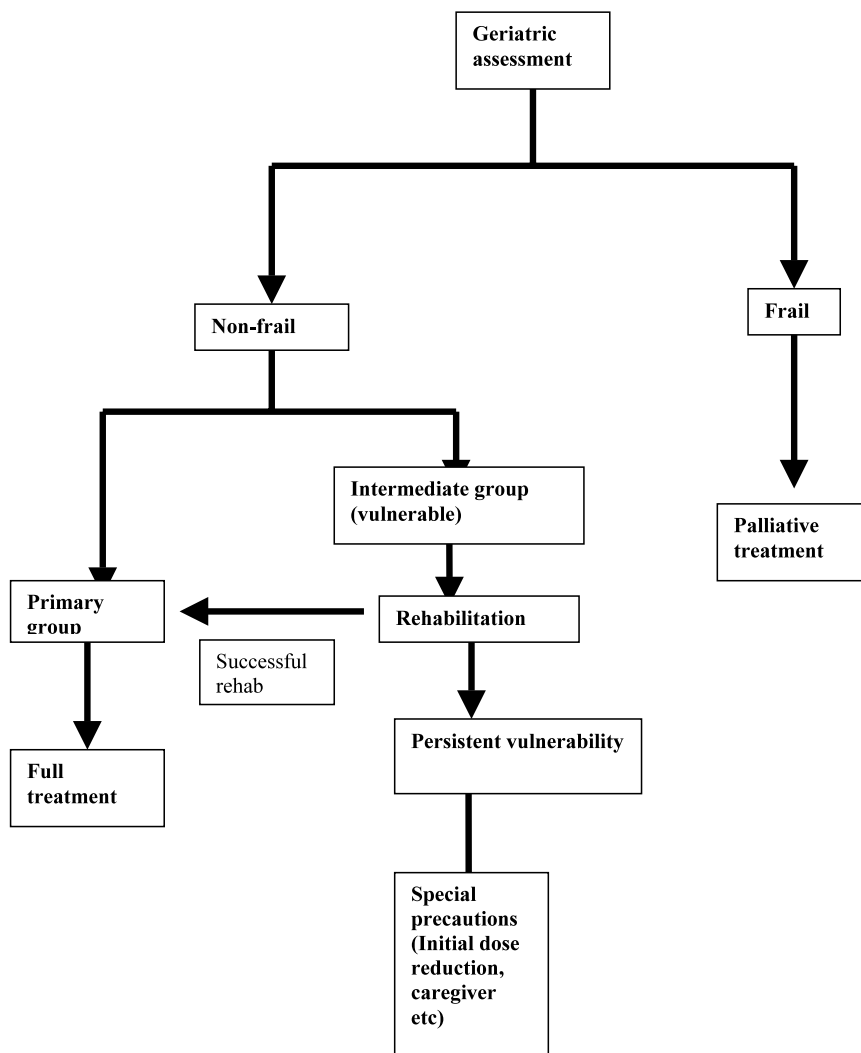 Geriatric
assessment
Non-frail
Frail
Intermediate group
(vulnerable)
Palliative
treatment
Primary
group
Rehabilitation
Successful
rehab
Persistent vulnerability
Full
treatment
Special
precautions
(Initial dose
reduction,
caregiver
etc)